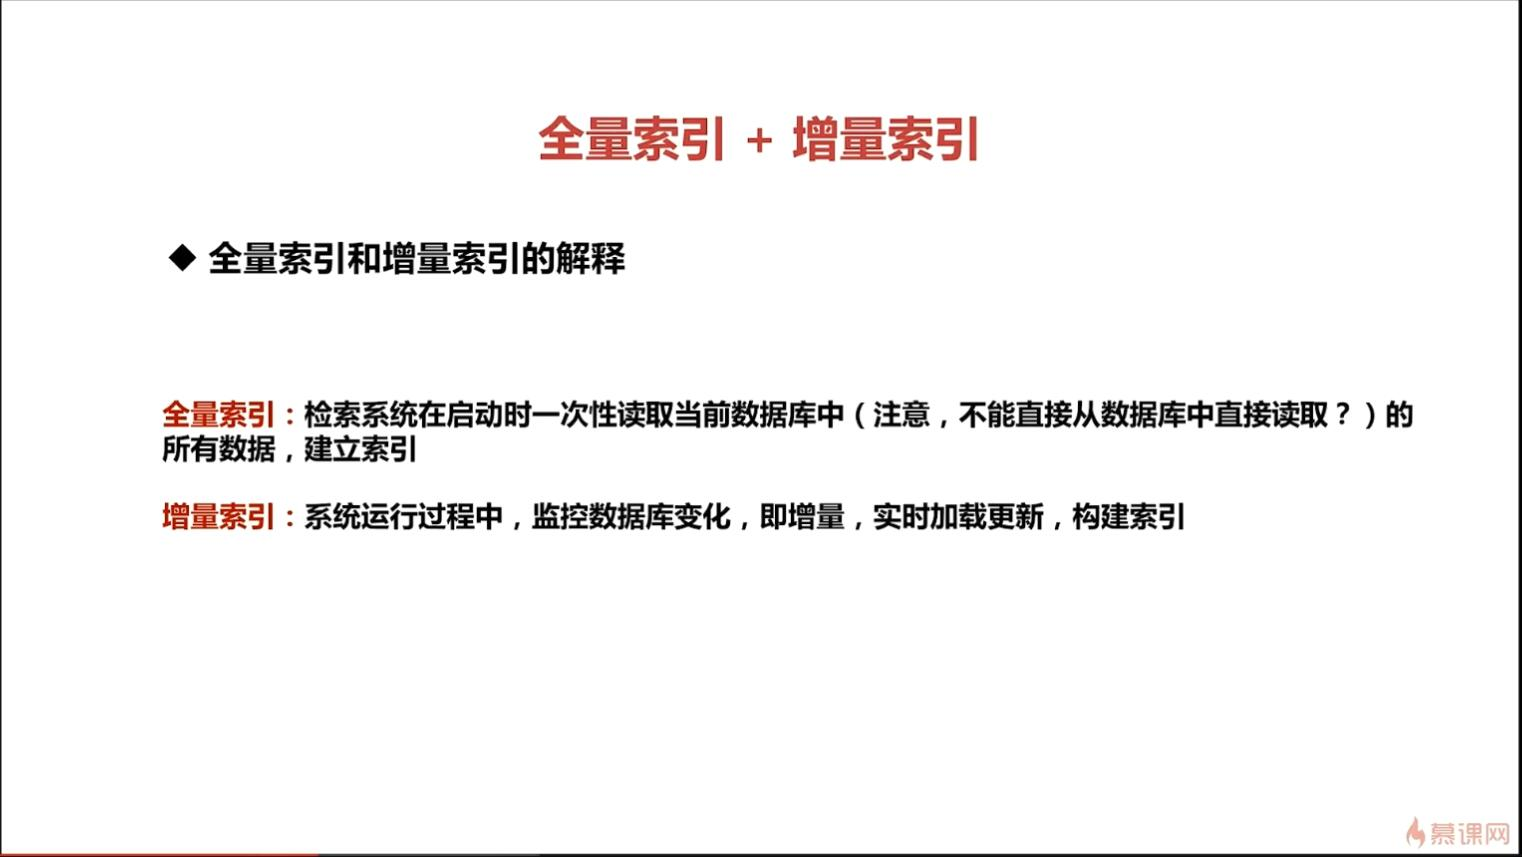 全量索引 + 增量索引
◆ 全量索引和增量索引的解释
全量索引：检索系统在启动时一次性读取当前数据库中（注意，不能直接从数据库中直接读取？）的
所有数据，建立索引
增量索引：系统运行过程中，监控数据库变化，即增量，实时加载更新，构建索引
慕课网